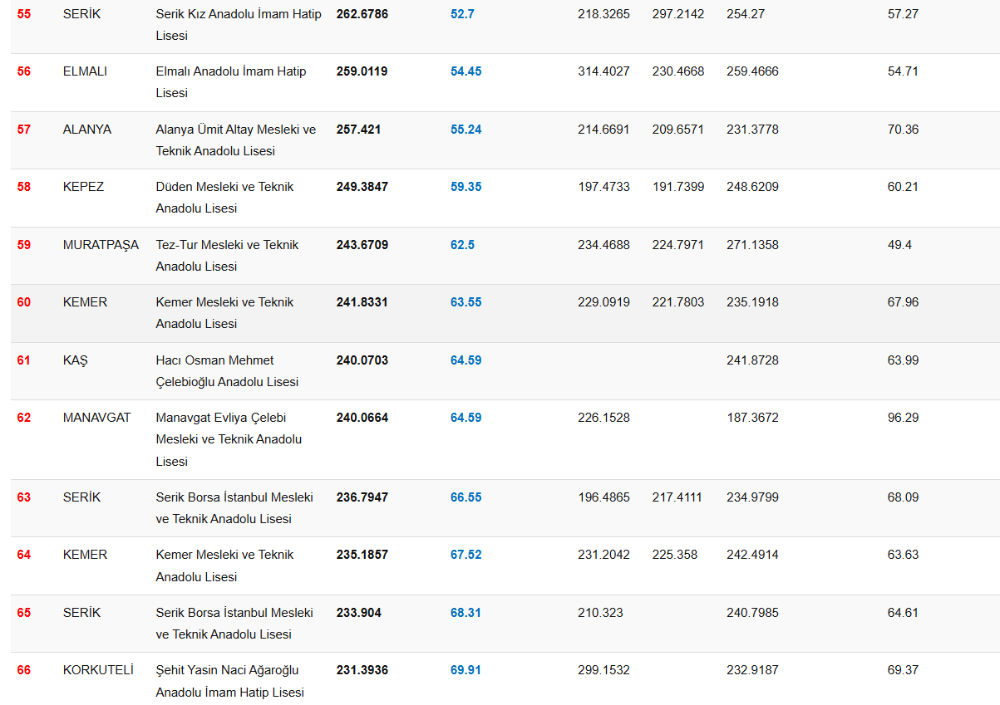 55 SERİK Serik Kız Anadolu İmam Hatip 262.6786 52.7 218.3265 297.2142 254.27 57.27
Lisesi
56 ELMALI Elmalı Anadolu İmam Hatip 259.0119 54.45 314.4027 230.4668 259.4666 54.71
Lisesi
57 ALANYA Alanya Ümit Altay Mesleki ve 257.421 55.24 214.6691 209.6571 231.3778 70.36
Teknik Anadolu Lisesi
58 KEPEZ Düden Mesleki ve Teknik 249.3847 59.35 197.4733 191.7399 248.6209 60.21
Anadolu Lisesi
59 MURATPAŞA Tez-Tur Mesleki ve Teknik 243.6709 62.5 234.4688 224.7971 271.1358 49.4
Anadolu Lisesi
60 KEMER Kemer Mesleki ve Teknik 241.8331 63.55 229.0919 221.7803 235.1918 67.96
Anadolu Lisesi
61 KAŞ Hacı Osman Mehmet 240.0703 64.59 241.8728 63.99
Çelebioğlu Anadolu Lisesi
62 MANAVGAT Manavgat Evliya Çelebi 240.0664 64.59 226.1528 187.3672 96.29
Mesleki ve Teknik Anadolu
Lisesi
63 SERİK Serik Borsa İstanbul Mesleki 236.7947 66.55 196.4865 217.4111 234.9799 68.09
ve Teknik Anadolu Lisesi
64 KEMER Kemer Mesleki ve Teknik 235.1857 67.52 231.2042 225.358 242.4914 63.63
Anadolu Lisesi
65 SERİK Serik Borsa İstanbul Mesleki 233.904 68.31 210.323 240.7985 64.61
ve Teknik Anadolu Lisesi
66 KORKUTELİ Şehit Yasin Naci Ağaroğlu 231.3936 69.91 299.1532 232.9187 69.37
Anadolu İmam Hatip Lisesi